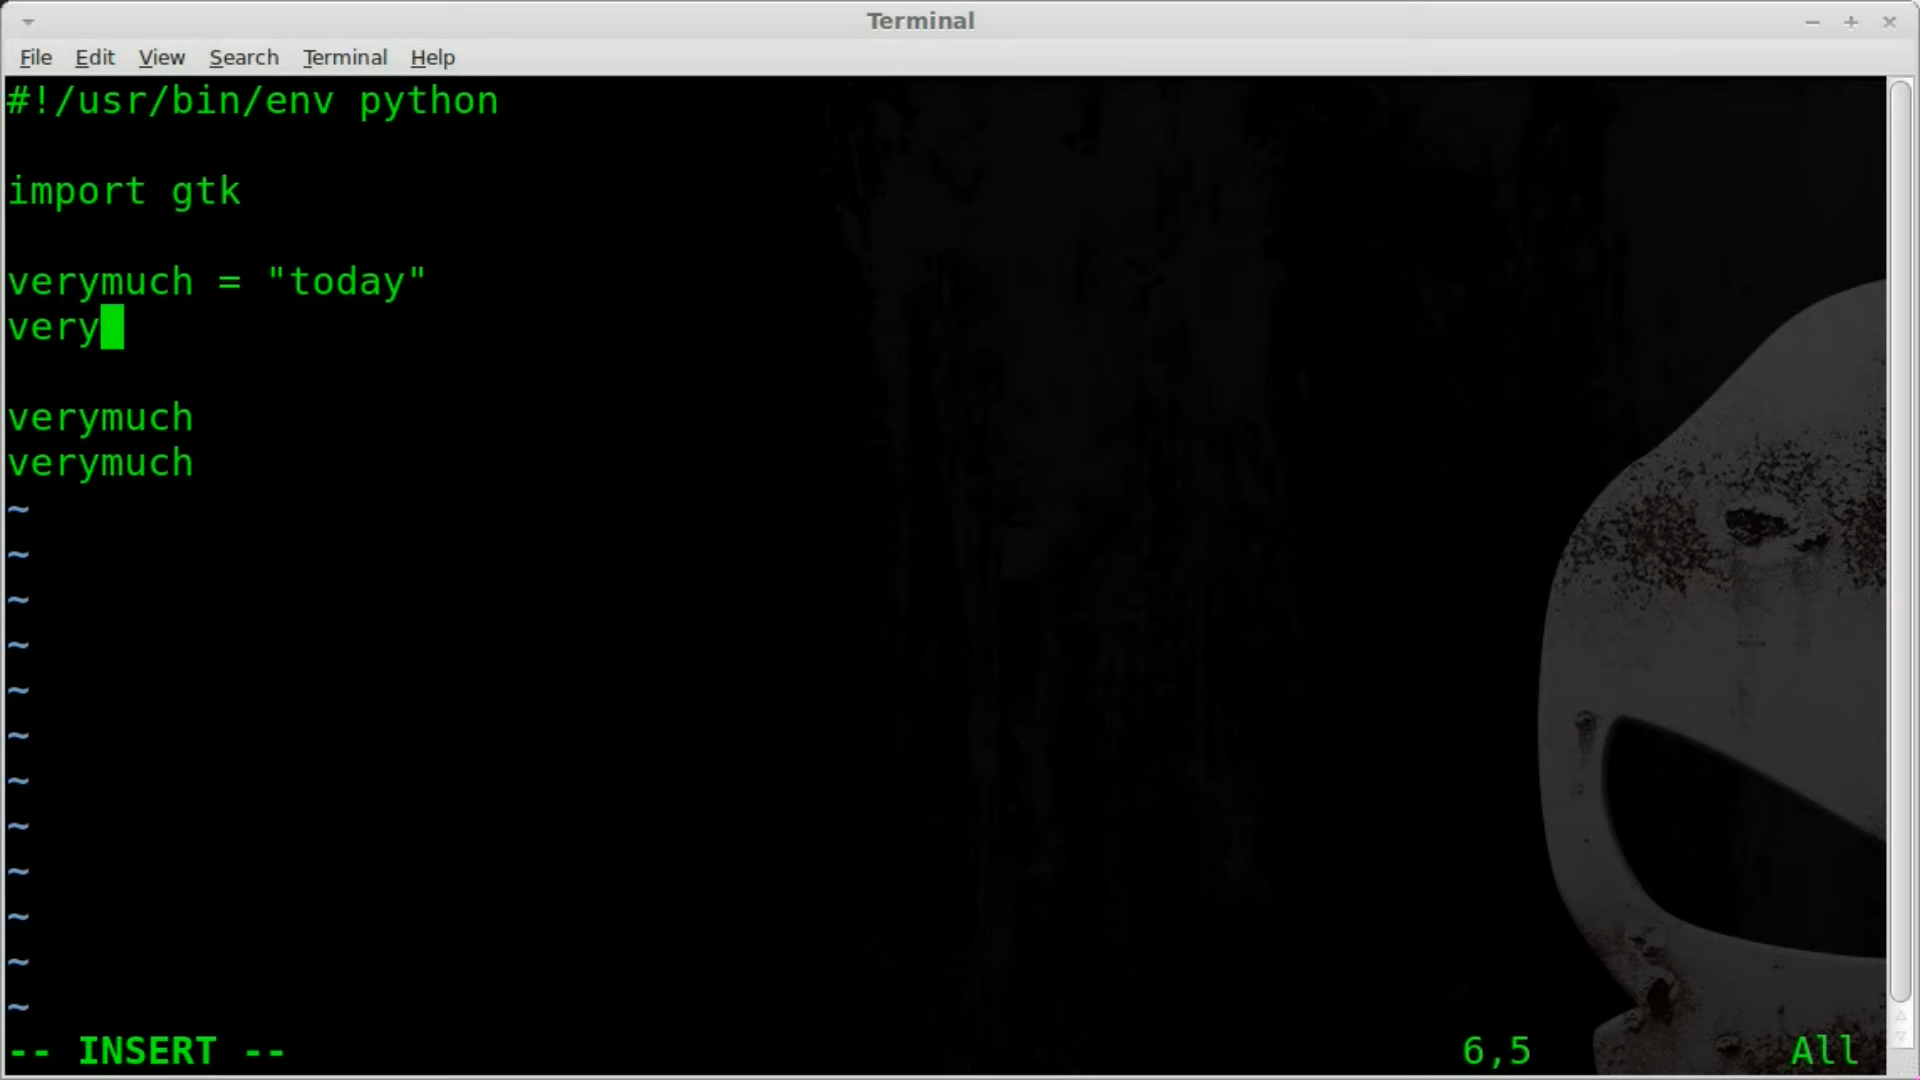 Terminal
File Edit View Search Terminal Help
#!/usr/bin/env python
import gtk
verymuch = "today"
very
verymuch
verymuch
~
~
~
~
~
~
~
~
~
~
~
~
-- INSERT -- 6,5 All